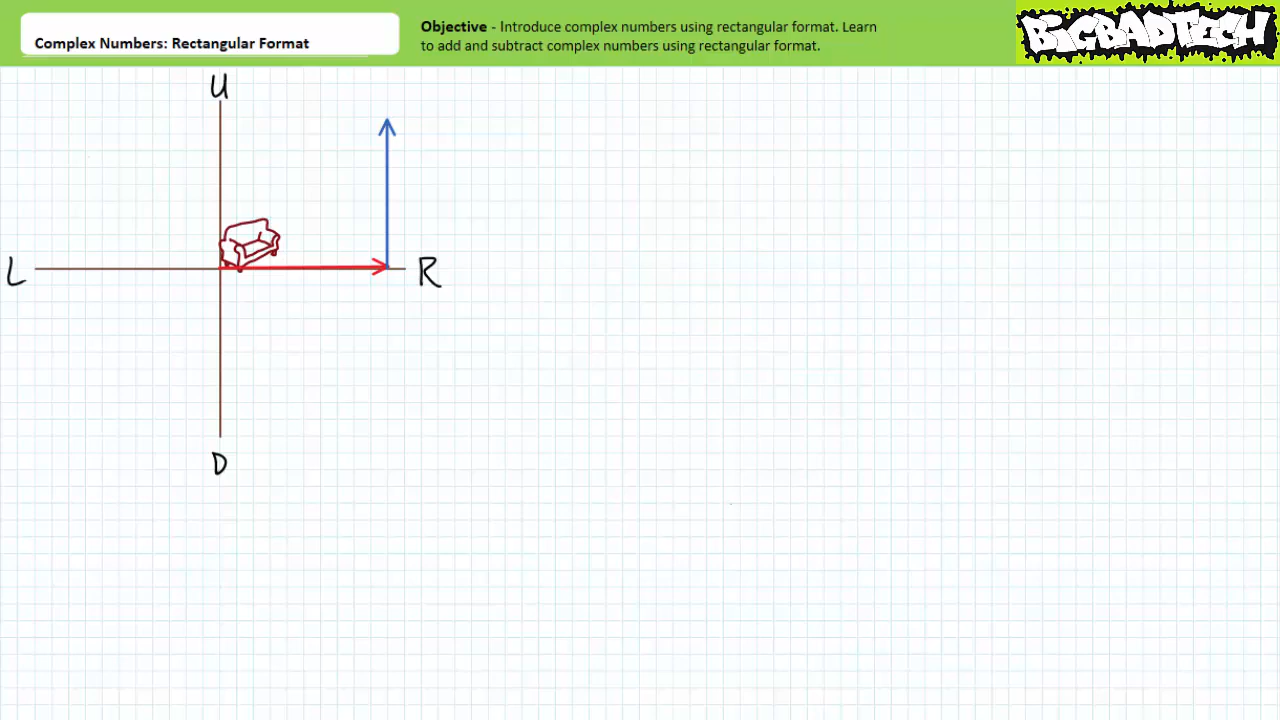 Complex Numbers: Rectangular Format
Objective - Introduce complex numbers using rectangular format. Learn
to add and subtract complex numbers using rectangular format.
BIGBADTECH
U
L
R
D